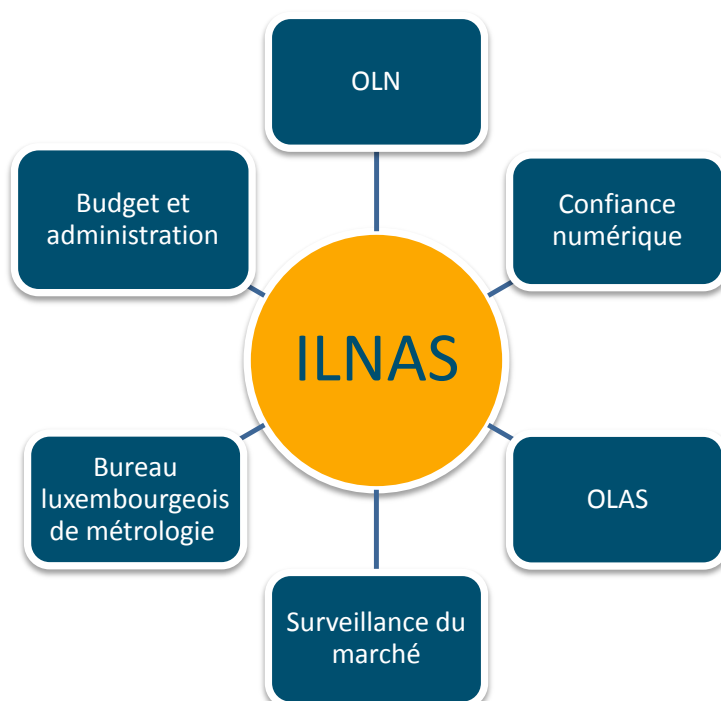 OLN
Budget et
administration
Confiance
numérique
ILNAS
Bureau
luxembourgeois
de métrologie
OLAS
Surveillance du
marché